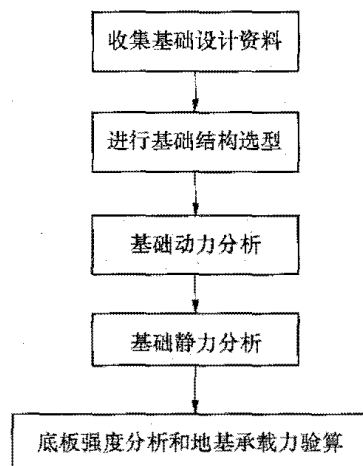 收集基础设计资料
进行基础结构选型
基础动力分析
基础静力分析
底板强度分析和地基承载力验算